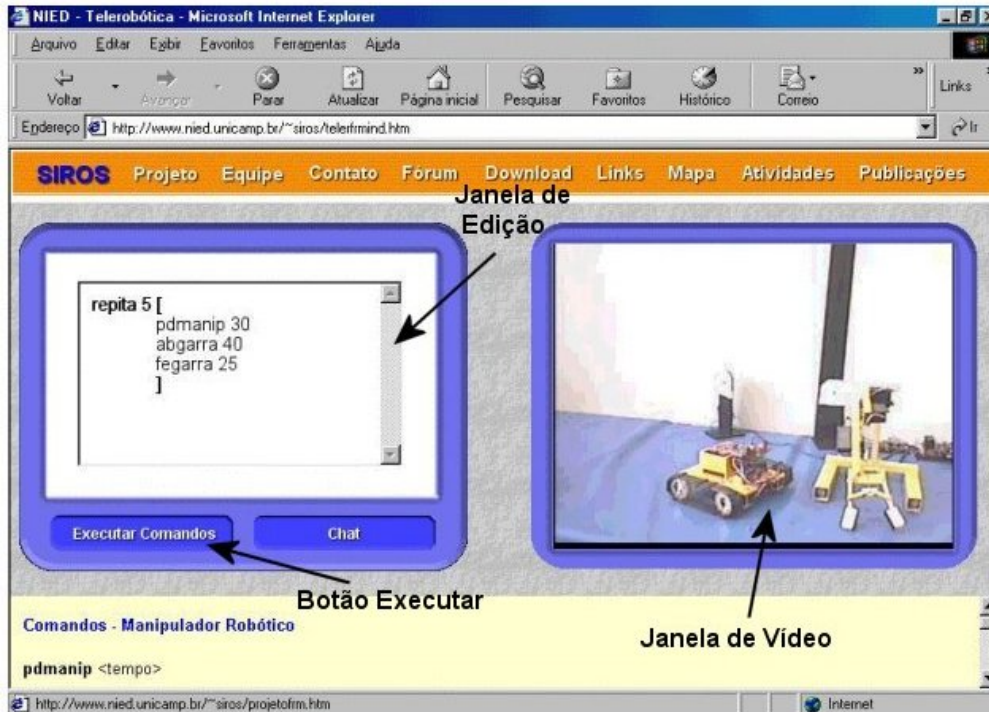 NIED - Telerobótica - Microsoft Internet Explorer
Arquivo Editar Exibir Favoritos Ferramentas Ajuda
Voltar Avançar Parar Atualizar Página inicial Pesquisar Favoritos Histórico Correio » Links »
Endereço http://www.nied.unicamp.br/~siros/telerfrmind.htm Ir
SIROS Projeto Equipe Contato Fórum Download Links Mapa Atividades Publicações
Janela de
Edição
repita 5 [
pdmanip 30
abgarra 40
fegarra 25
]
Executar Comandos Chat
Botão Executar
Janela de Vídeo
Comandos - Manipulador Robótico
pdmanip <tempo>
http://www.nied.unicamp.br/~siros/projetofrm.htm Internet